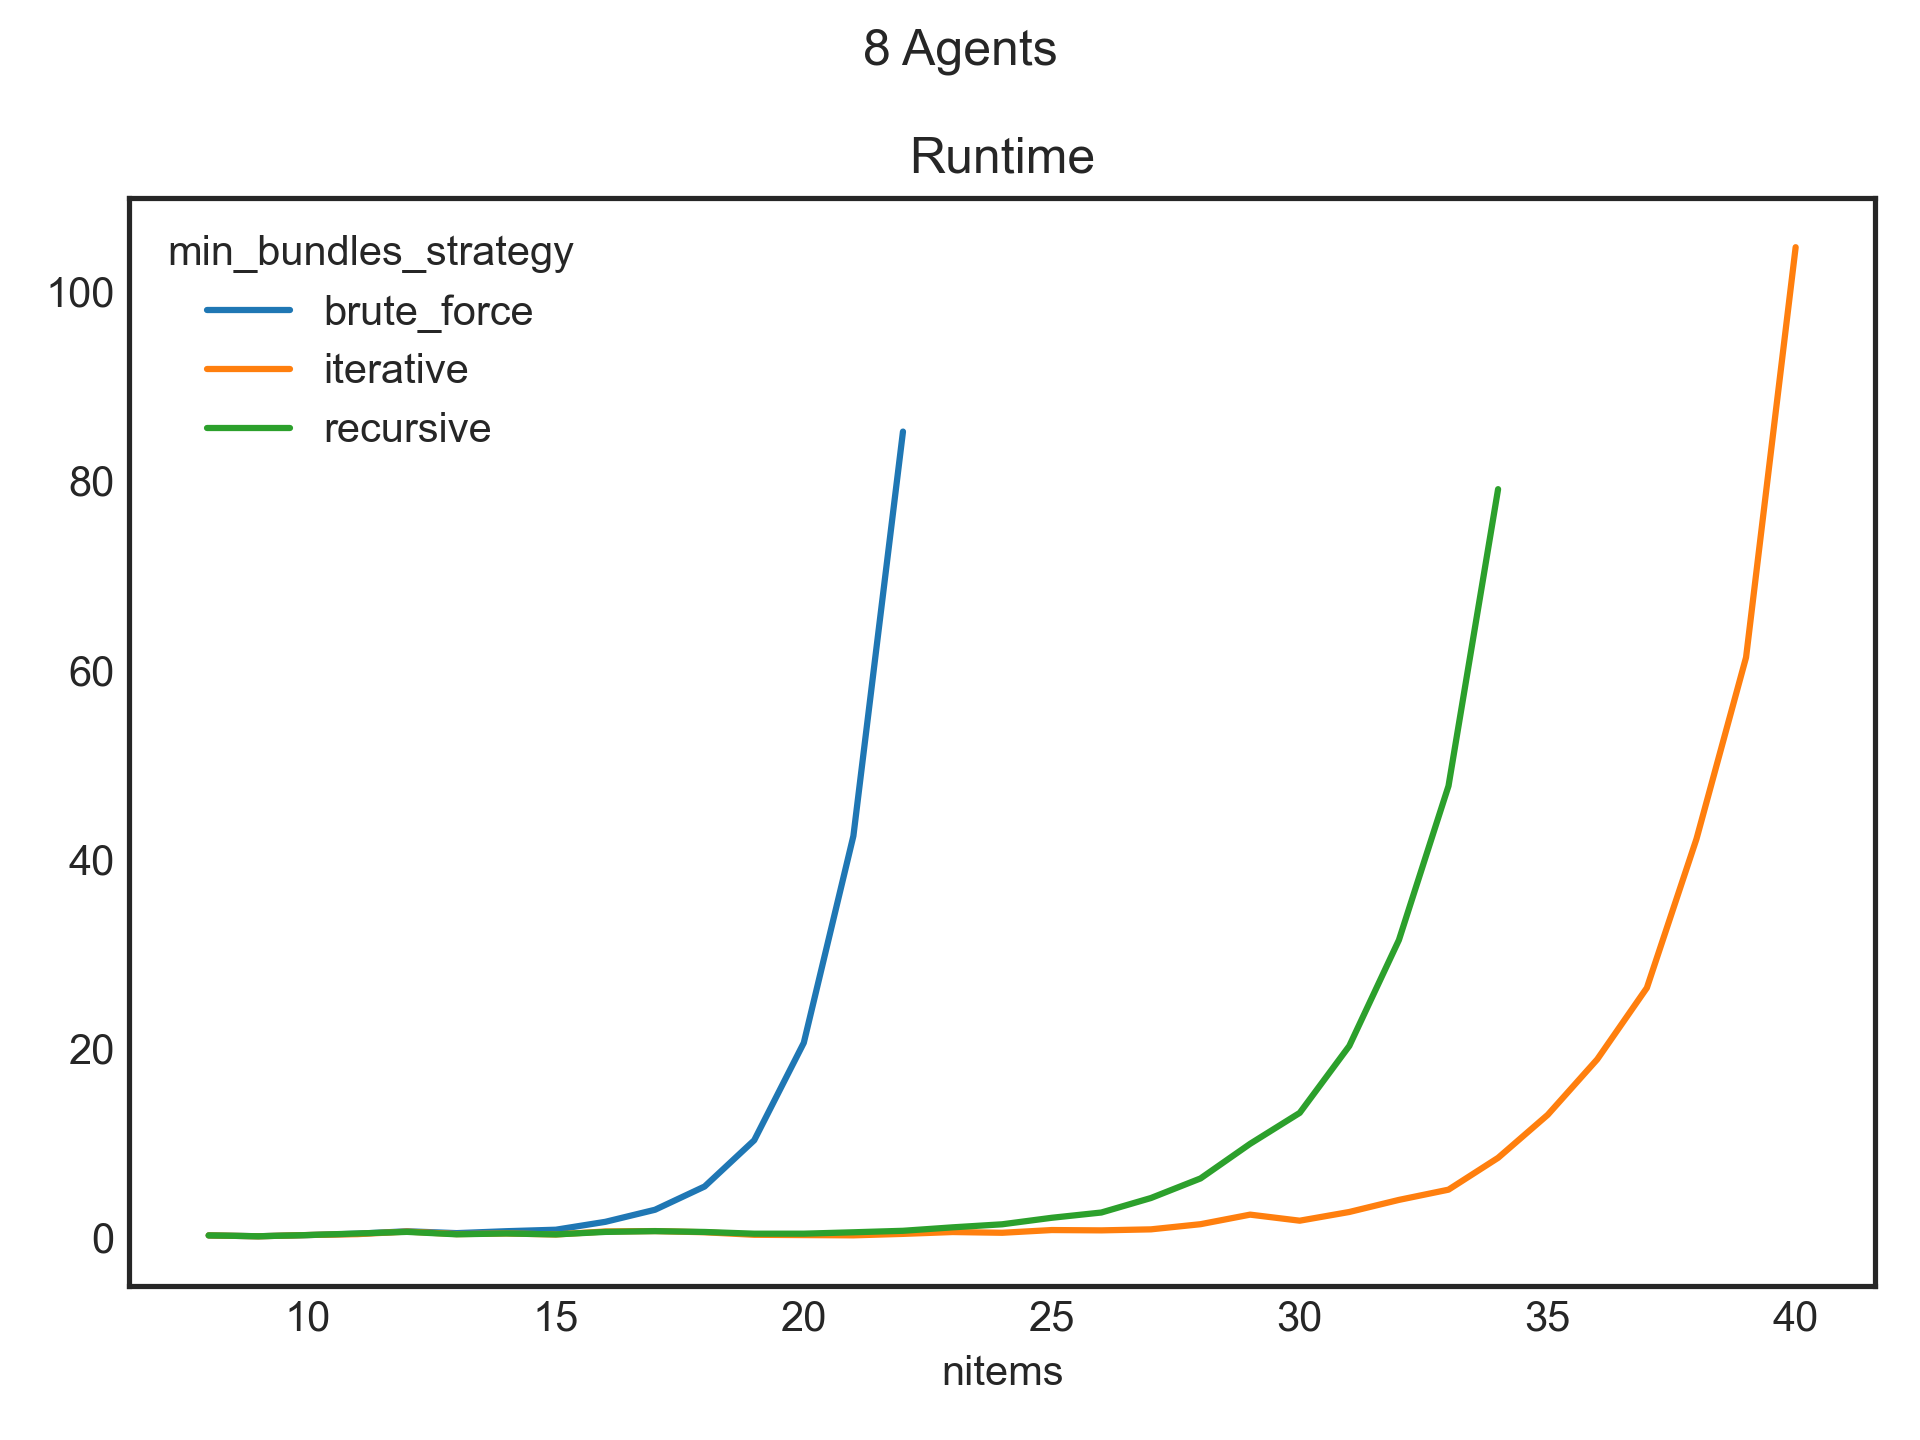 8 Agents
Runtime
min_bundles_strategy
brute_force
iterative
recursive
100
80
60
40
20
0
10 15 20 25 30 35 40
nitems